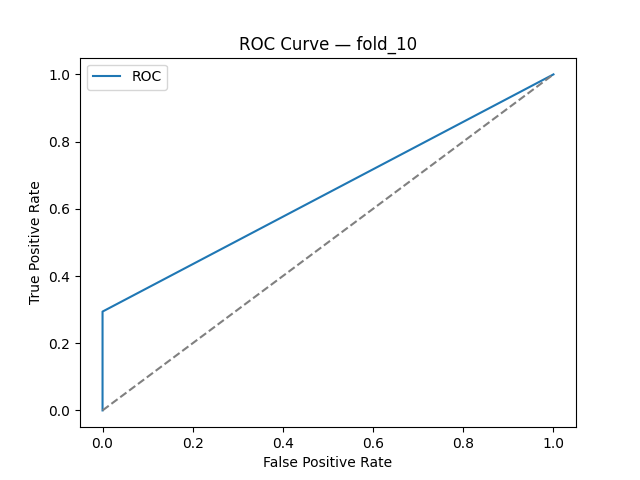 ROC Curve — fold_10
ROC
1.0
0.8
0.6
0.4
0.2
0.0
True Positive Rate
0.0 0.2 0.4 0.6 0.8 1.0
False Positive Rate